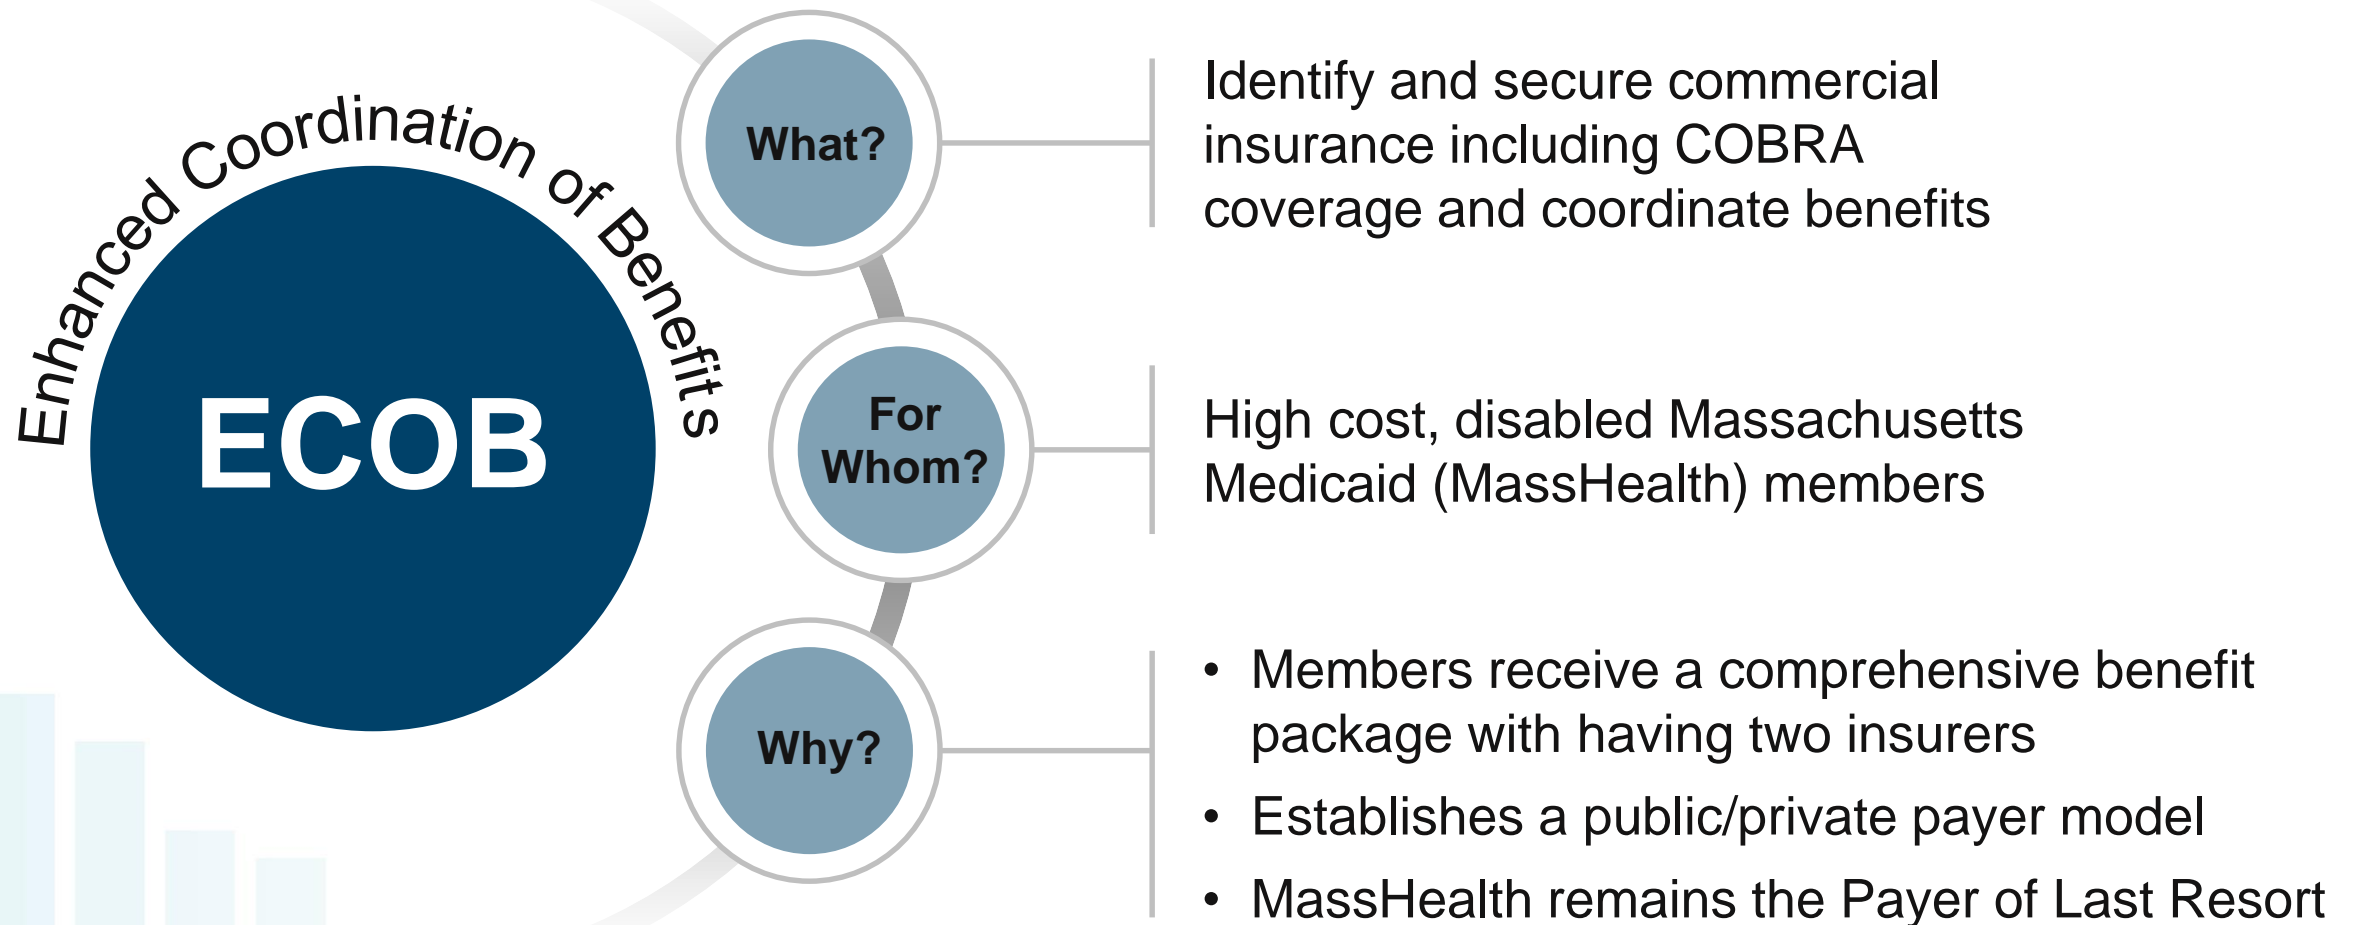 Enhanced Coordination of Benefits
ECOB
What?
Identify and secure commercial
insurance including COBRA
coverage and coordinate benefits
For
Whom?
High cost, disabled Massachusetts
Medicaid (MassHealth) members
Why?
• Members receive a comprehensive benefit
package with having two insurers
• Establishes a public/private payer model
• MassHealth remains the Payer of Last Resort